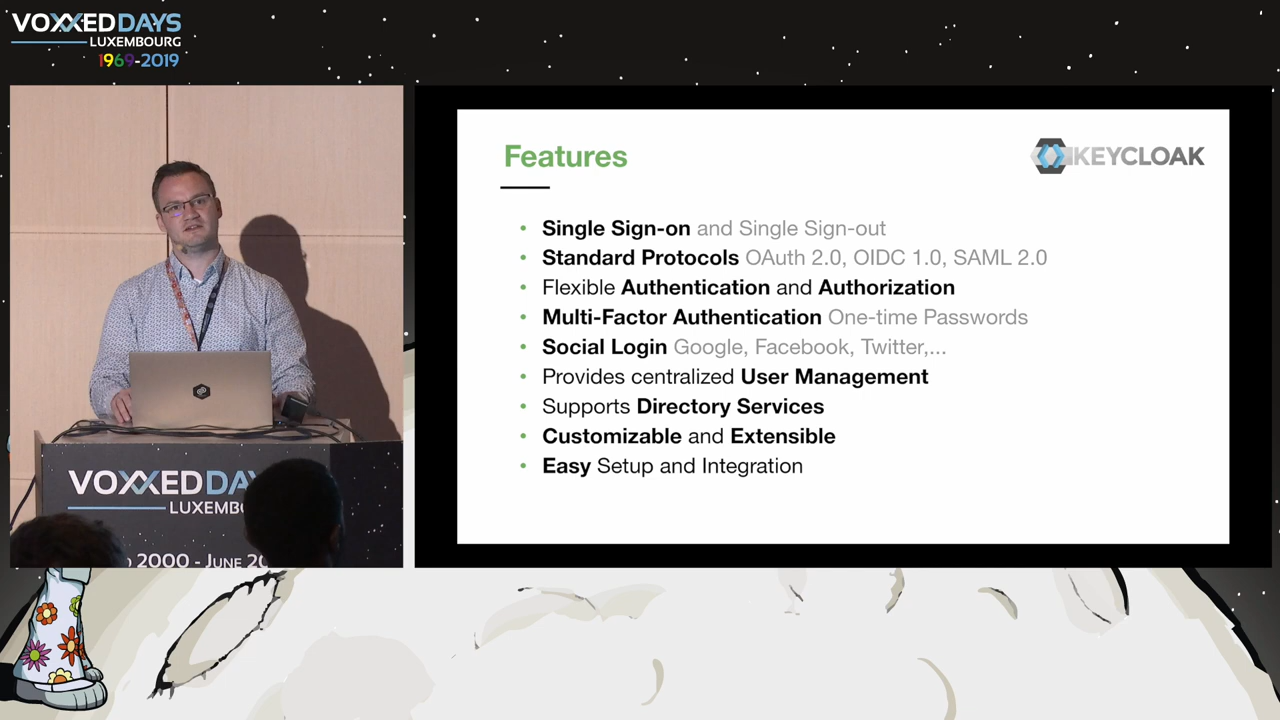 VOXXEDDAYS
LUXEMBOURG
1969-2019
Features
KEYCLOAK
• Single Sign-on and Single Sign-out
• Standard Protocols OAuth 2.0, OIDC 1.0, SAML 2.0
• Flexible Authentication and Authorization
• Multi-Factor Authentication One-time Passwords
• Social Login Google, Facebook, Twitter,...
• Provides centralized User Management
• Supports Directory Services
• Customizable and Extensible
• Easy Setup and Integration
VOXXED DAY
LUXEMB
2000 - JUNE 20